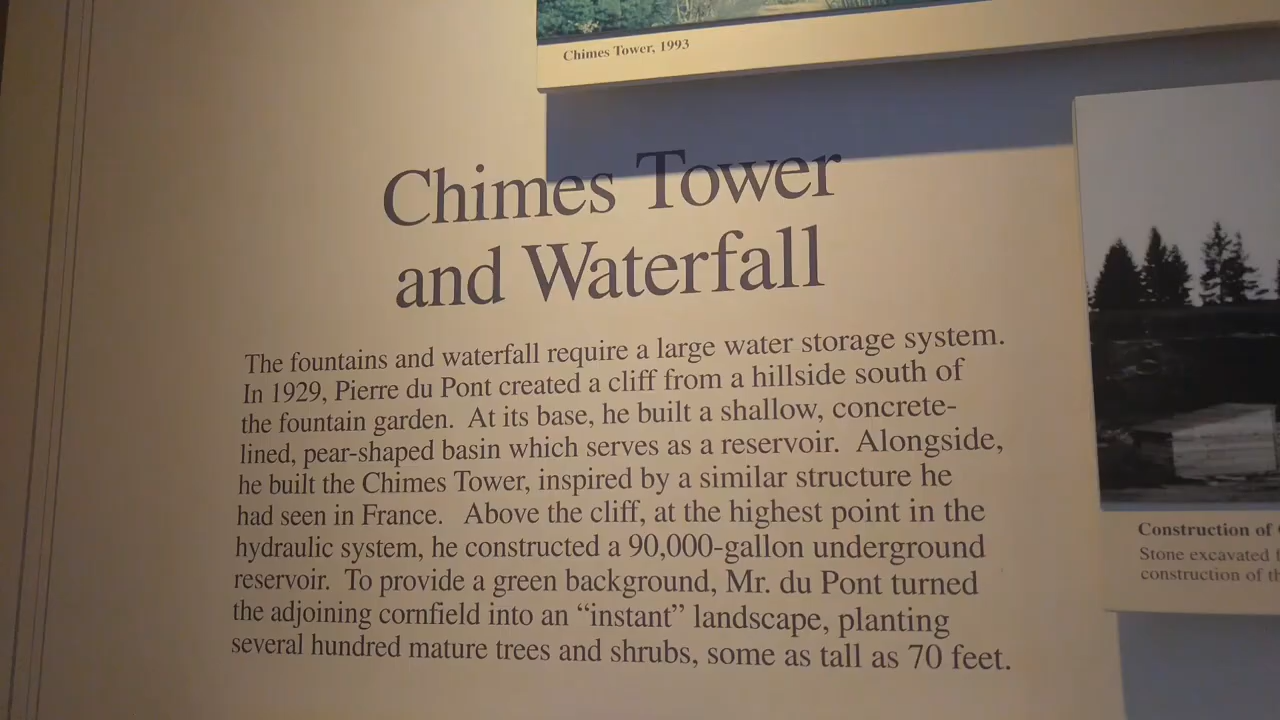 Chimes Tower, 1993
Chimes Tower
and Waterfall
The fountains and waterfall require a large water storage system.
In 1929, Pierre du Pont created a cliff from a hillside south of
the fountain garden. At its base, he built a shallow, concrete-
lined, pear-shaped basin which serves as a reservoir. Alongside,
he built the Chimes Tower, inspired by a similar structure he
had seen in France. Above the cliff, at the highest point in the
hydraulic system, he constructed a 90,000-gallon underground
reservoir. To provide a green background, Mr. du Pont turned
the adjoining cornfield into an “instant” landscape, planting
several hundred mature trees and shrubs, some as tall as 70 feet.
Construction of
Stone excavated
construction of